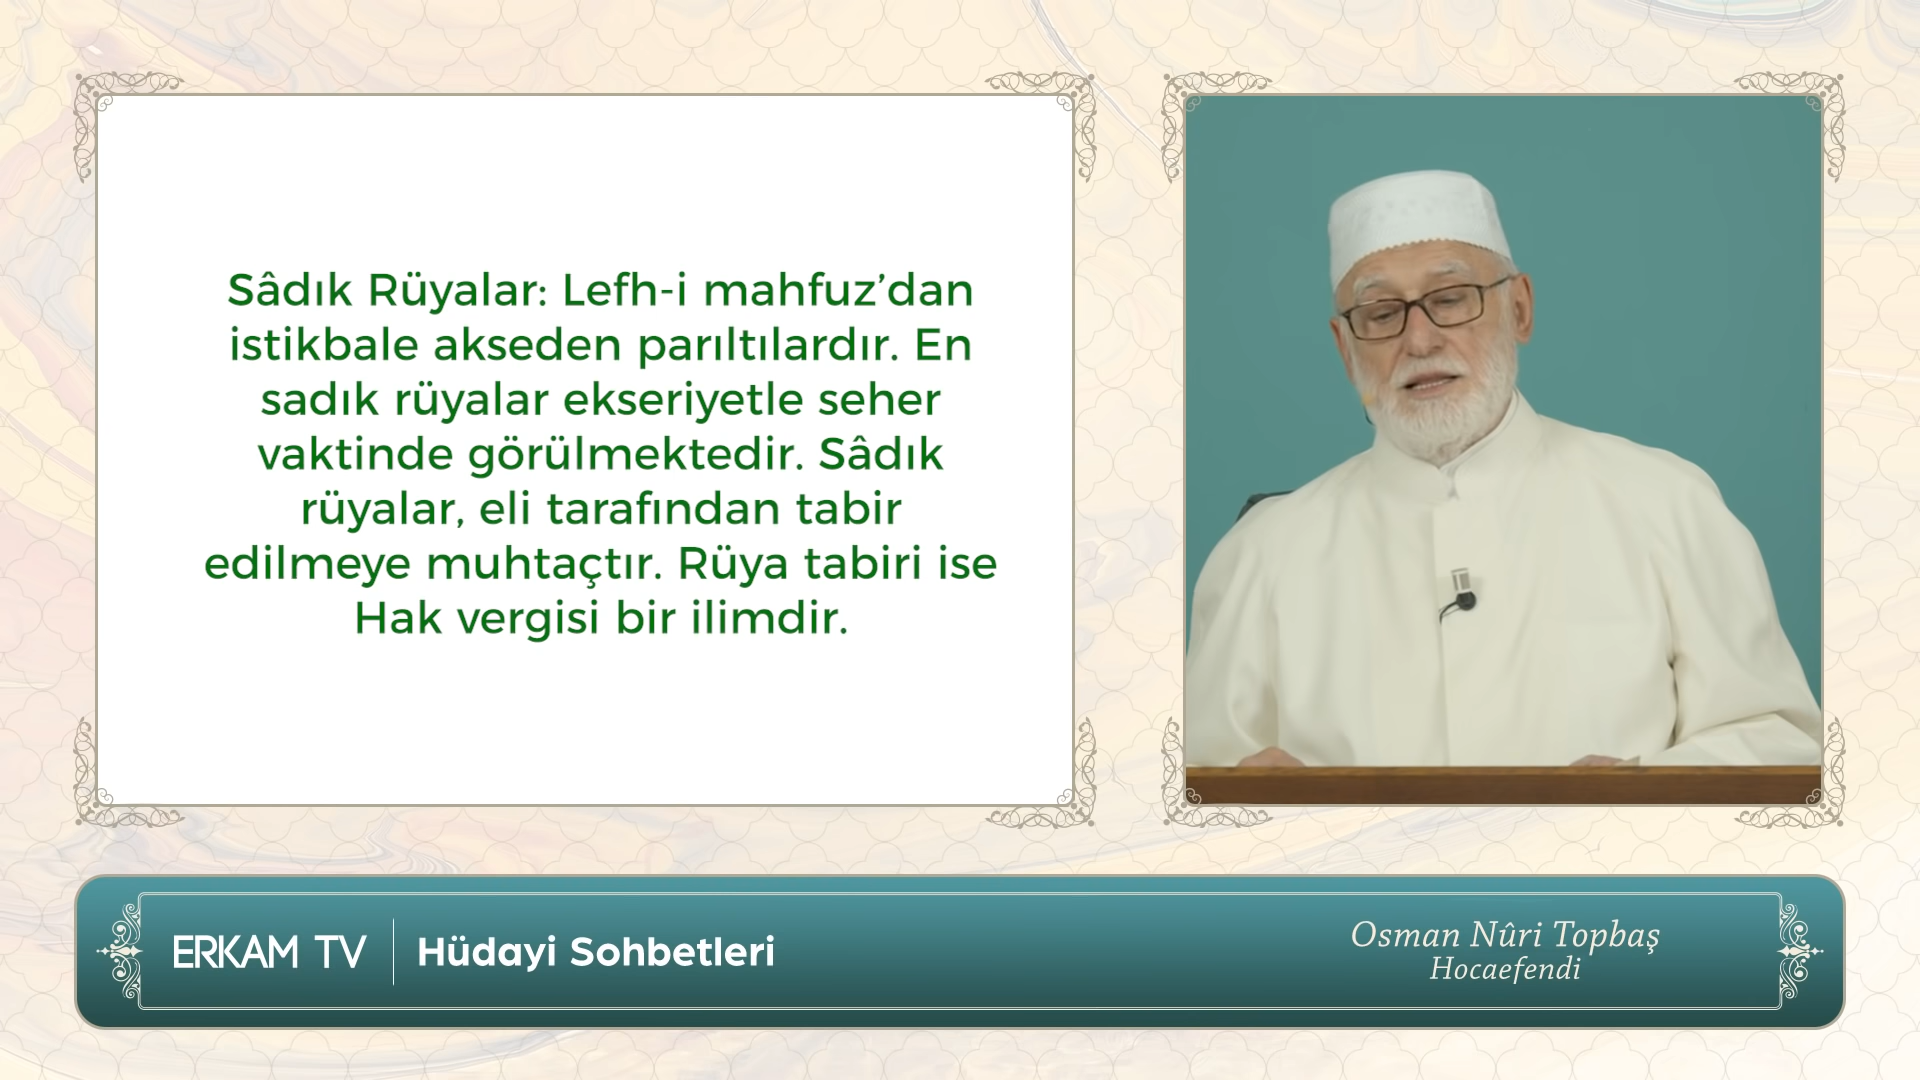 Sâdık Rüyalar: Lefh-i mahfuz’dan
istikbale akseden parıltılardır. En
sadık rüyalar ekseriyetle seher
vaktinde görülmektedir. Sâdık
rüyalar, eli tarafından tabir
edilmeye muhtaçtır. Rüya tabiri ise
Hak vergisi bir ilimdir.
ERKAM TV
Hüdayi Sohbetleri
Osman Nûri Topbaş
Hocaefendi